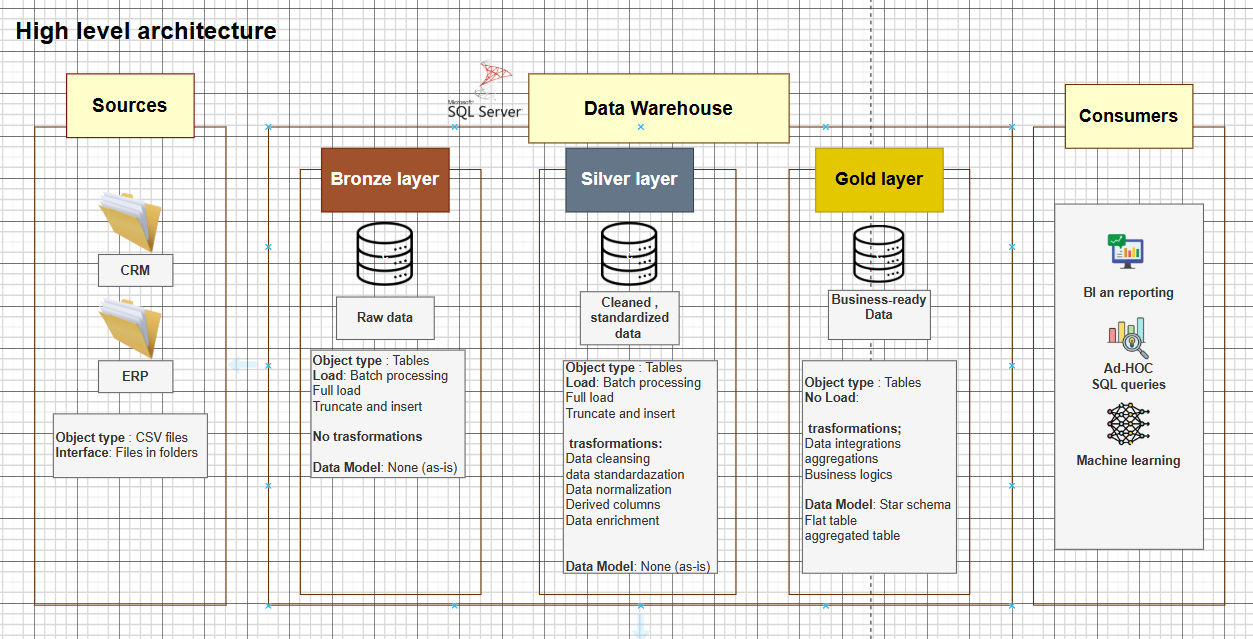 High level architecture
Sources
CRM
ERP
Object type : CSV files
Interface: Files in folders
Microsoft
SQL Server
Data Warehouse
Bronze layer
Raw data
Object type : Tables
Load: Batch processing
Full load
Truncate and insert
No trasformations
Data Model: None (as-is)
Silver layer
Cleaned ,
standardized
data
Object type : Tables
Load: Batch processing
Full load
Truncate and insert
trasformations:
Data cleansing
data standardazation
Data normalization
Derived columns
Data enrichment
Data Model: None (as-is)
Gold layer
Business-ready
Data
Object type : Tables
No Load:
trasformations;
Data integrations
aggregations
Business logics
Data Model: Star schema
Flat table
aggregated table
Consumers
BI an reporting
Ad-HOC
SQL queries
Machine learning